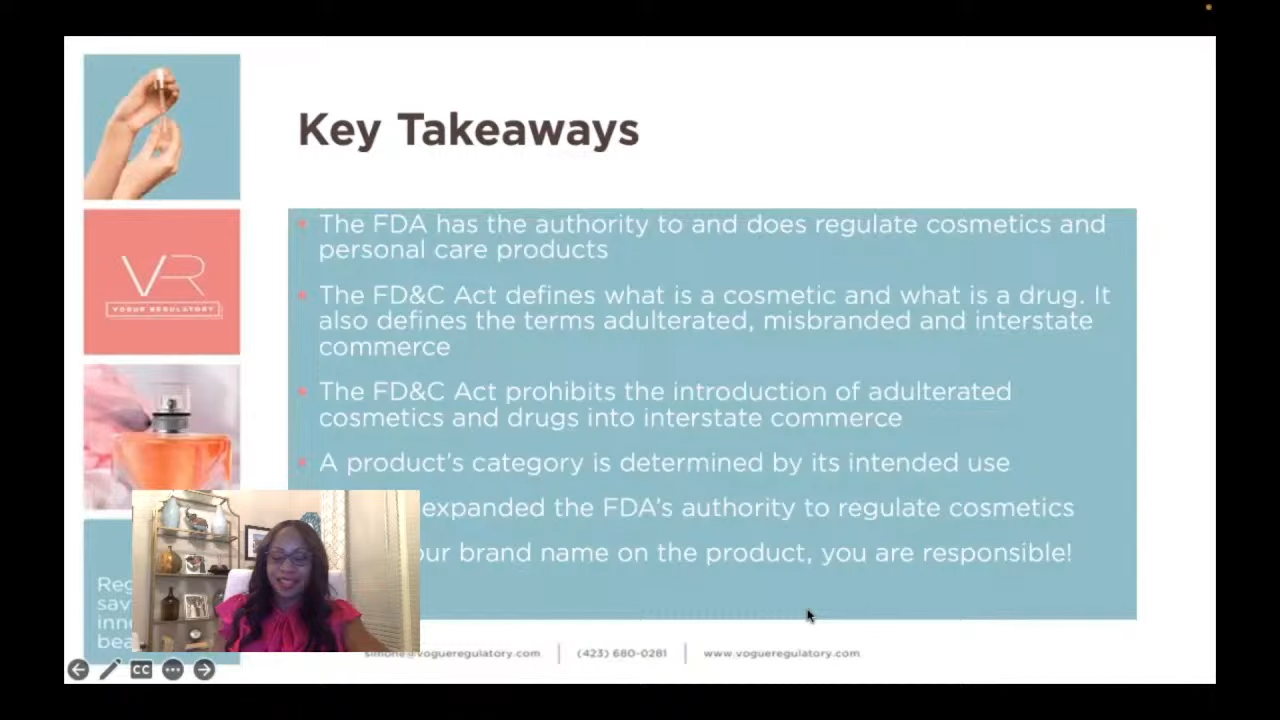 Key Takeaways
The FDA has the authority to and does regulate cosmetics and
personal care products
The FD&C Act defines what is a cosmetic and what is a drug. It
also defines the terms adulterated, misbranded and interstate
commerce
The FD&C Act prohibits the introduction of adulterated
cosmetics and drugs into interstate commerce
A product's category is determined by its intended use
expanded the FDA's authority to regulate cosmetics
brand name on the product, you are responsible!
VR
VOGUE REGULATORY
simone@vogueregulatory.com
(423) 680-0281
www.vogueregulatory.com
CC